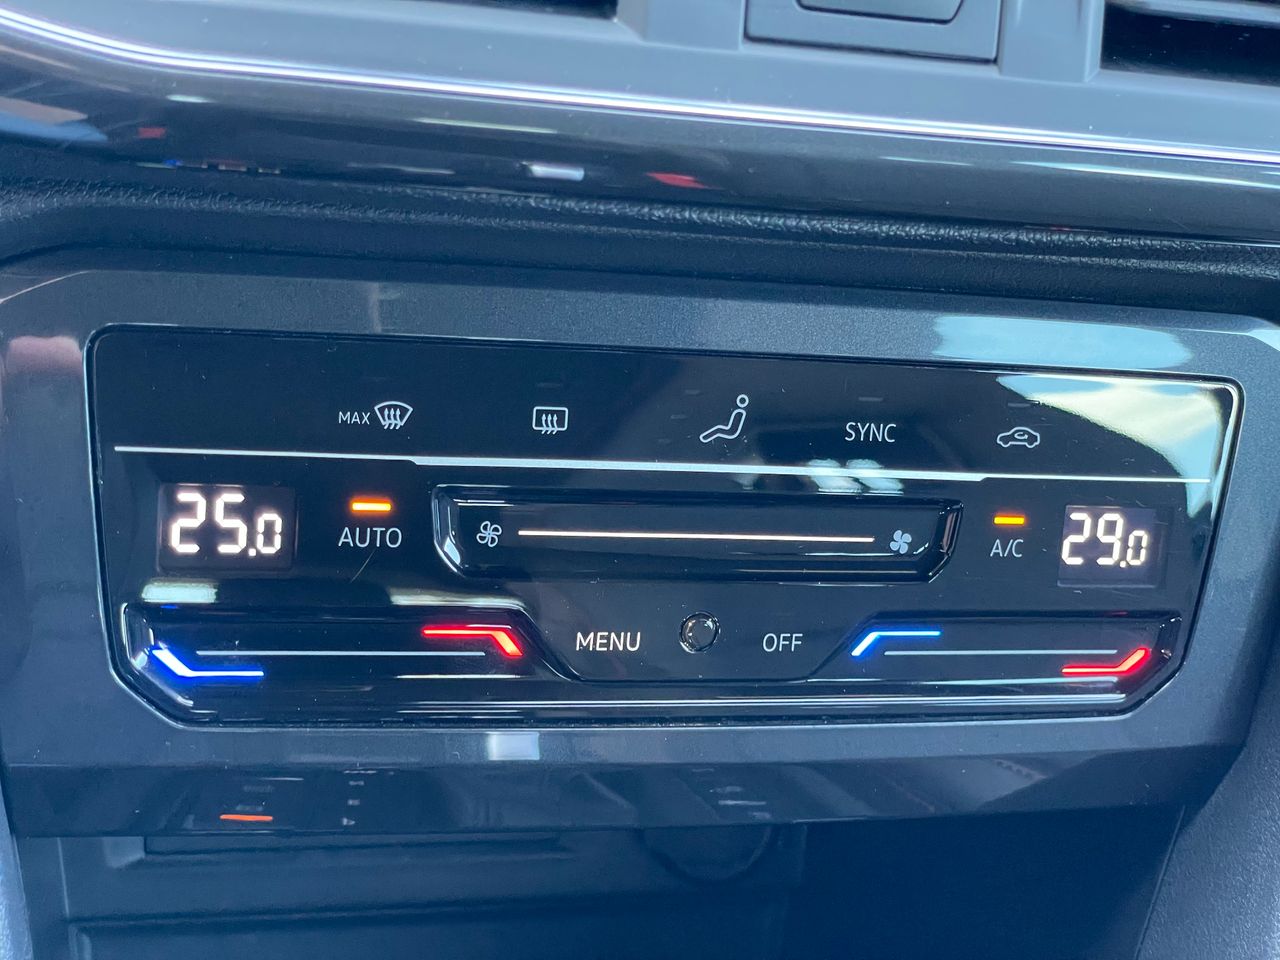 MAX
SYNC
25.0
AUTO
A/C
29.0
MENU
OFF